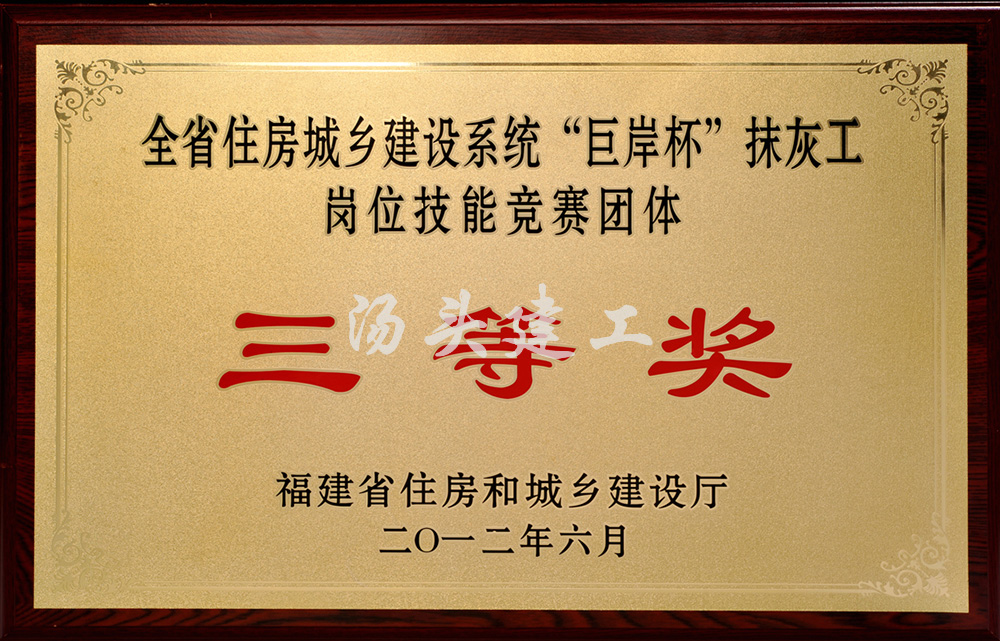 全省住房城乡建设系统“巨岸杯”抹灰工
岗位技能竞赛团体
三等奖
汤头建工
福建省住房和城乡建设厅
二〇一二年六月